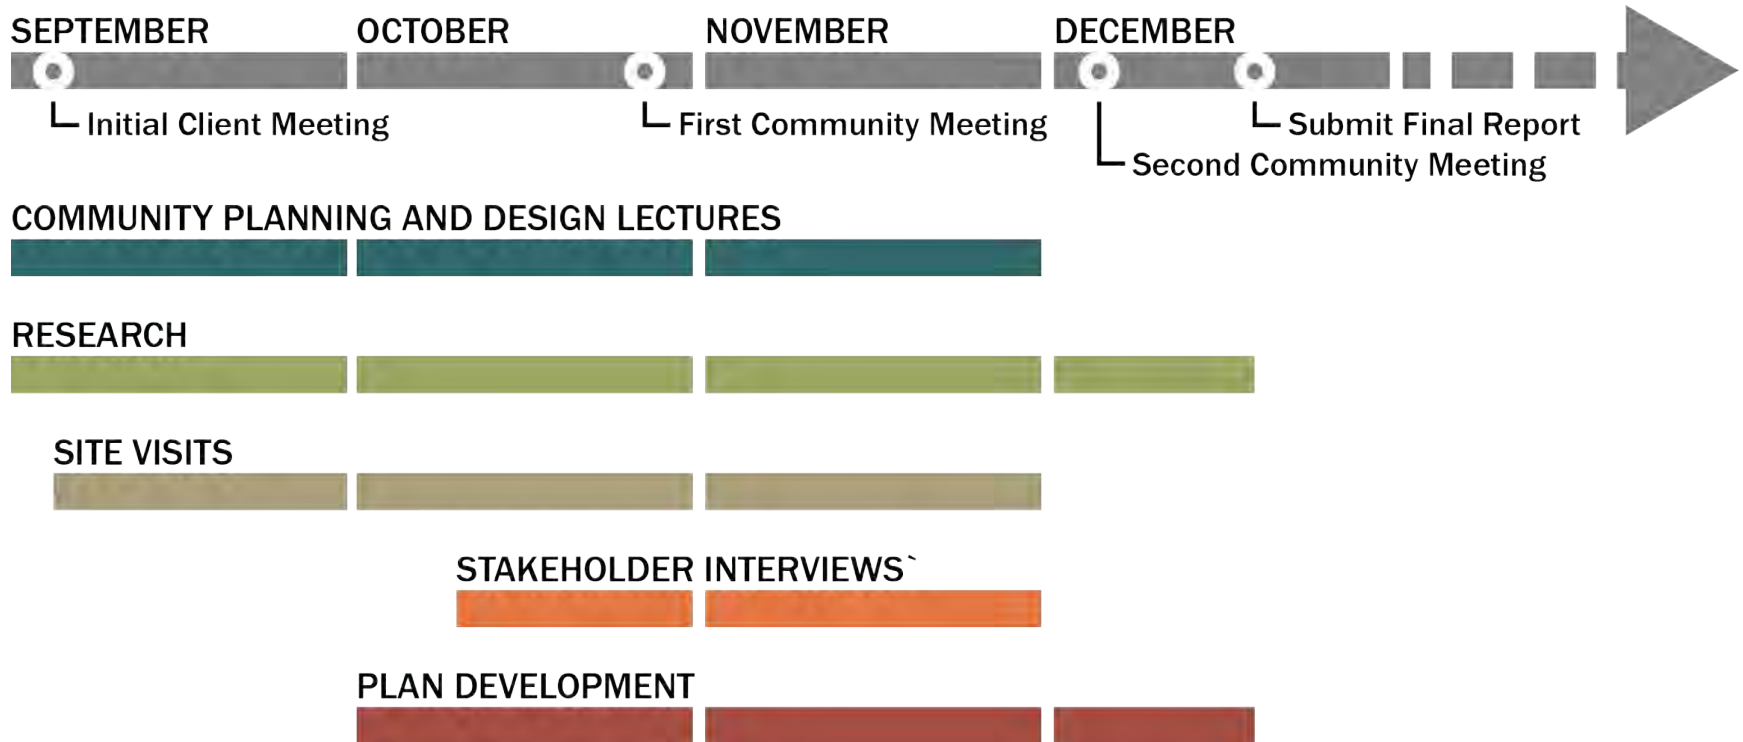 SEPTEMBER
OCTOBER
NOVEMBER
DECEMBER
Initial Client Meeting
First Community Meeting
Submit Final Report
Second Community Meeting
COMMUNITY PLANNING AND DESIGN LECTURES
RESEARCH
SITE VISITS
STAKEHOLDER INTERVIEWS`
PLAN DEVELOPMENT